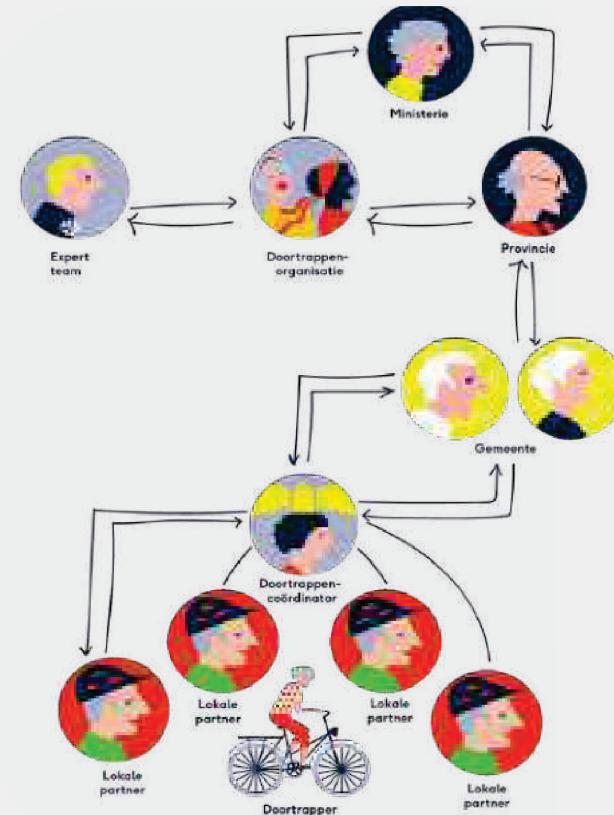 Ministerie
Expert
team
Doortrappen-
organisatie
Provincie
Gemeente
Doortrappen-
coördinator
Lokale
partner
Lokale
partner
Lokale
partner
Lokale
partner
Doortrapper